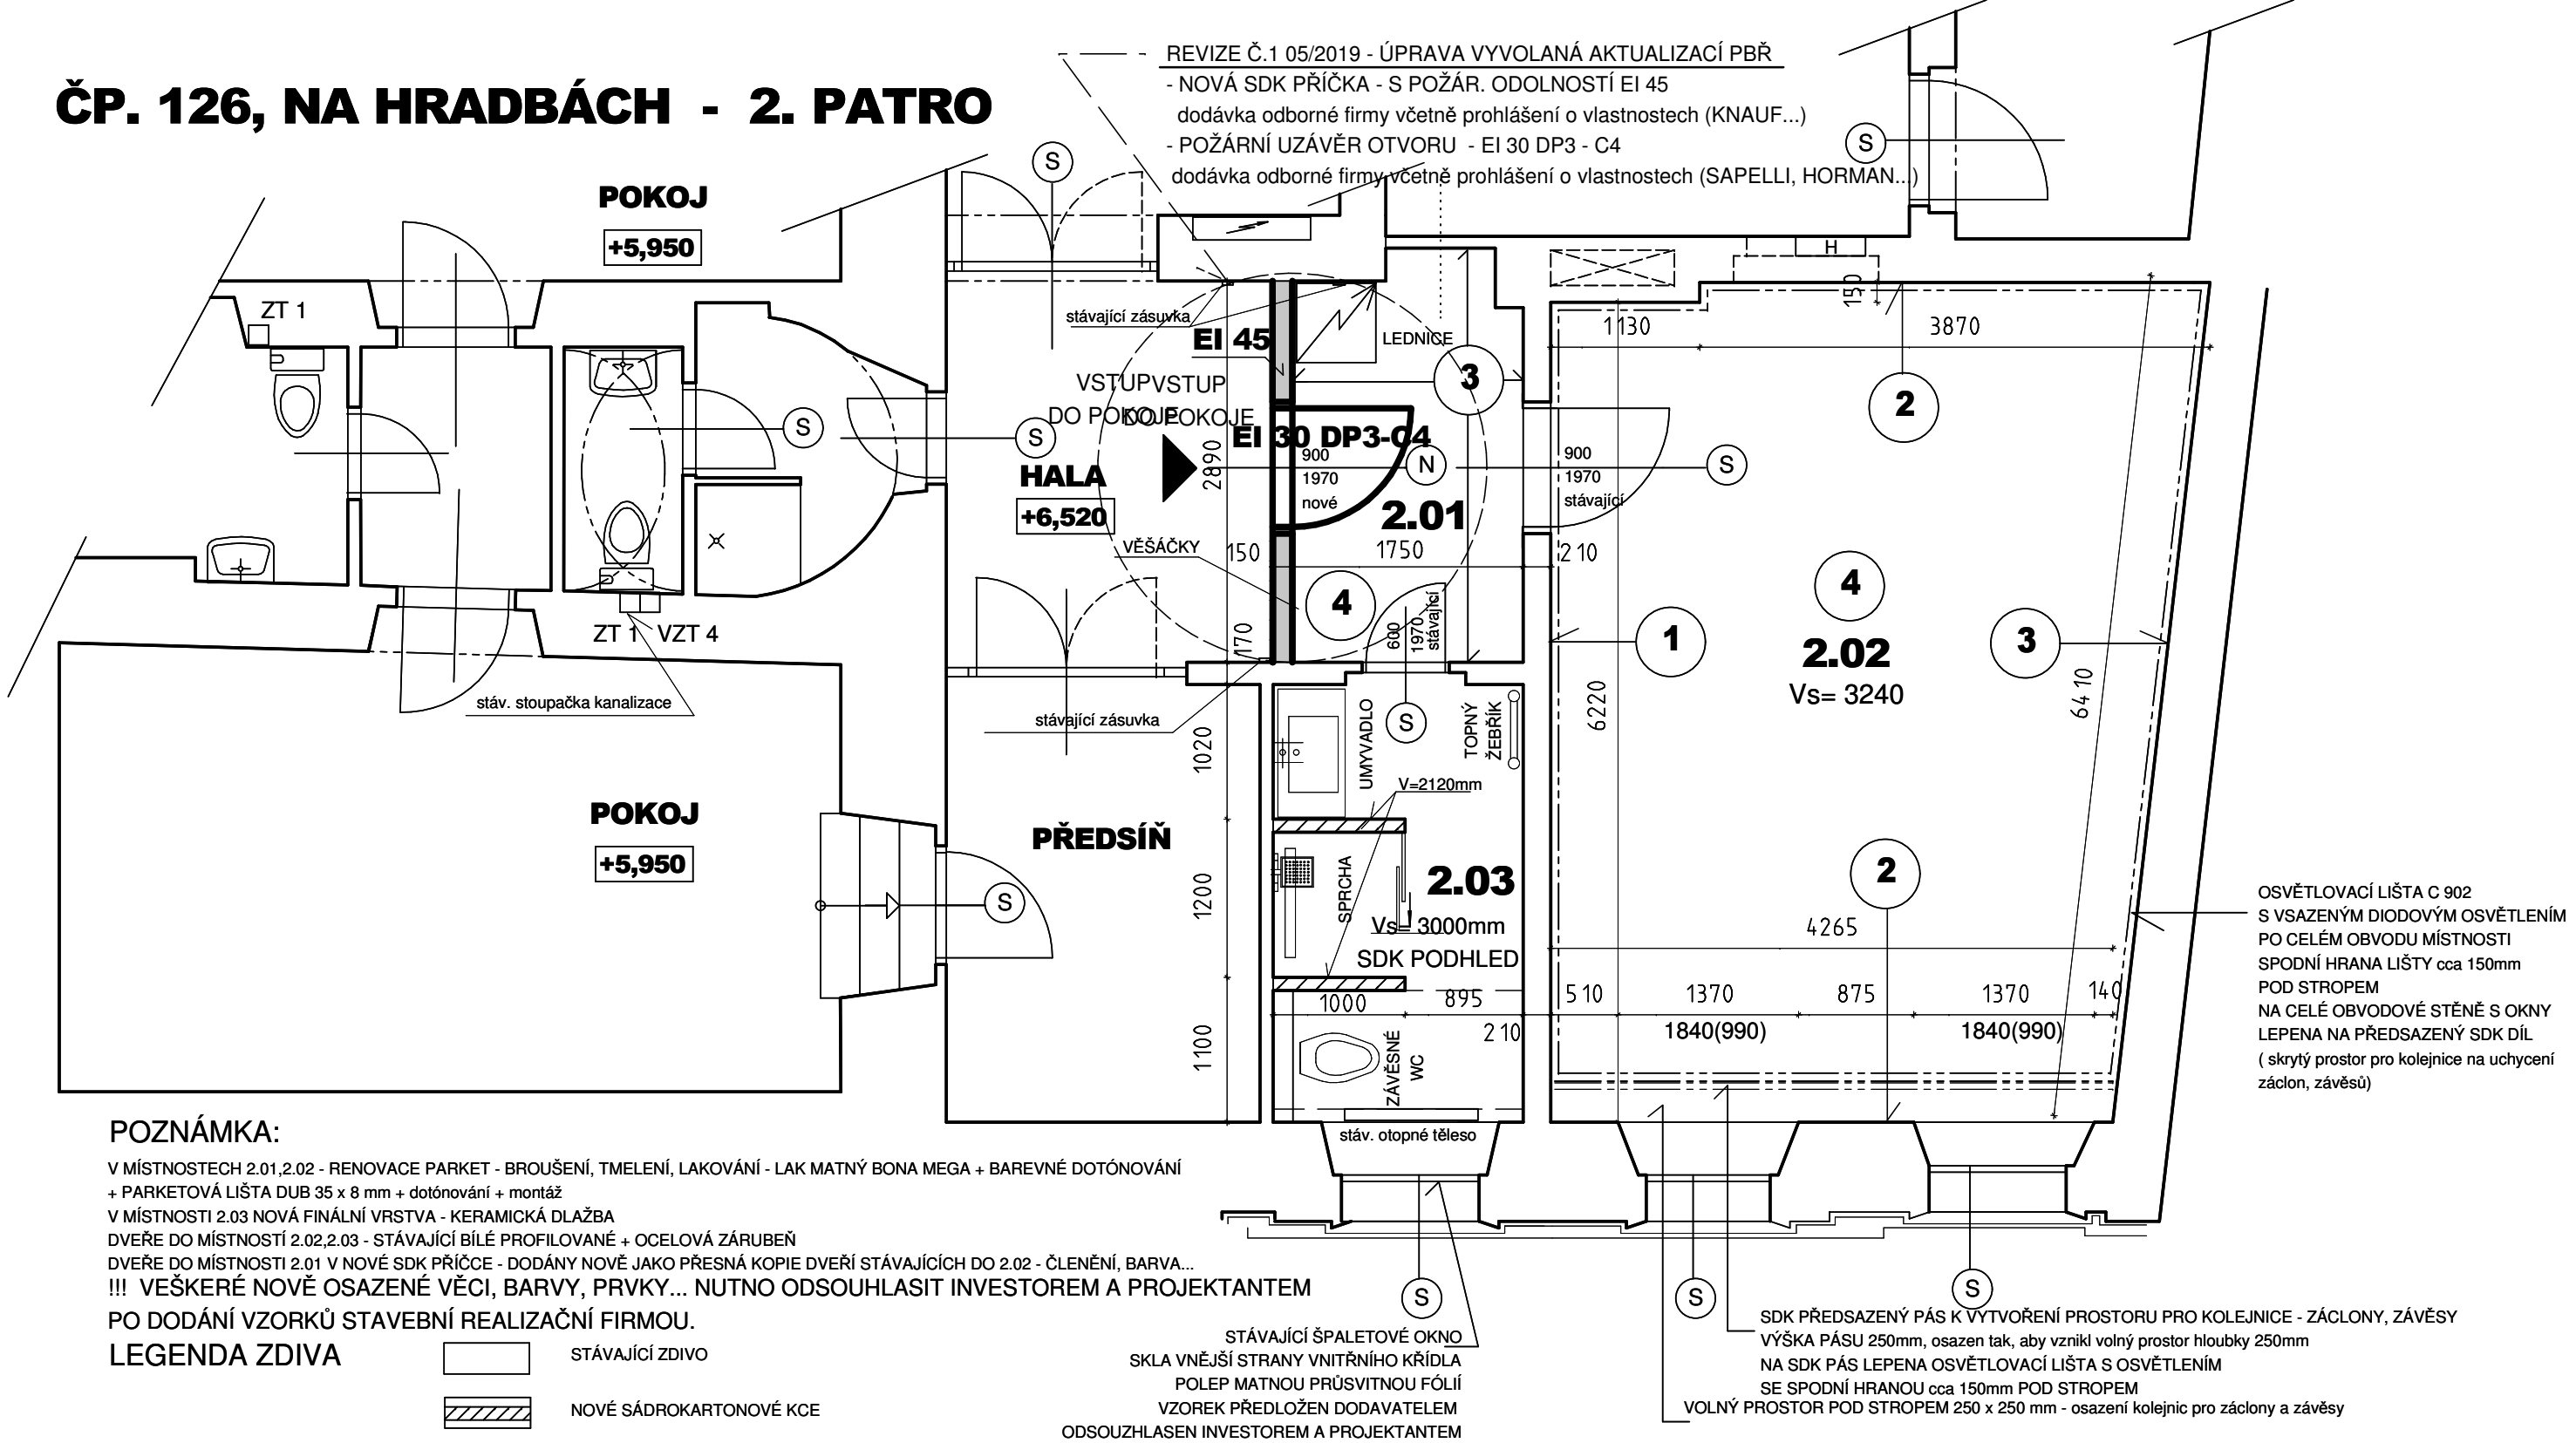 REVIZE Č.1 05/2019 - ÚPRAVA VYVOLANÁ AKTUALIZACÍ PBŘ
- NOVÁ SDK PŘÍČKA - S POŽÁR. ODOLNOSTÍ EI 45
dodávka odborné firmy včetně prohlášení o vlastnostech (KNAUF...)
- POŽÁRNÍ UZÁVĚR OTVORU - EI 30 DP3 - C4
dodávka odborné firmy včetně prohlášení o vlastnostech (SAPELLI, HORMAN...)
ČP. 126, NA HRADBÁCH - 2. PATRO
S
S
POKOJ
+5,950
H
150
ZT 1
stávající zásuvka
EI 45
LEDNICE
1130
3870
3
2
VSTUP
VSTUP
DO POKOJE
DO POKOJE
S
S
EI 30 DP3-C4
2890
900
1970
nové
N
900
1970
stávající
S
HALA
+6,520
2.01
VĚŠÁČKY
150
1750
210
4
4
ZT 1
VZT 4
170
600
1970
stávající
1
2.02
Vs= 3240
3
stáv. stoupačka kanalizace
stávající zásuvka
1020
UMYVADLO
S
TOPNÝ
ŽEBŘÍK
6220
6410
V=2120mm
POKOJ
+5,950
PŘEDSÍŇ
S
1200
SPRCHA
2.03
Vs= 3000mm
SDK PODHLED
2
4265
1000
895
210
510
1370
875
1370
140
1840(990)
1840(990)
1100
ZÁVĚSNÉ
WC
stáv. otopné těleso
OSVĚTLOVACÍ LIŠTA C 902
S VSAZENÝM DIODOVÝM OSVĚTLENÍM
PO CELÉM OBVODU MÍSTNOSTI
SPODNÍ HRANA LIŠTY cca 150mm
POD STROPEM
NA CELÉ OBVODOVÉ STĚNĚ S OKNY
LEPENA NA PŘEDSAZENÝ SDK DÍL
( skrytý prostor pro kolejnice na uchycení
záclon, závěsů)
POZNÁMKA:
V MÍSTNOSTECH 2.01,2.02 - RENOVACE PARKET - BROUŠENÍ, TMELENÍ, LAKOVÁNÍ - LAK MATNÝ BONA MEGA + BAREVNÉ DOTÓNOVÁNÍ
+ PARKETOVÁ LIŠTA DUB 35 x 8 mm + dotónování + montáž
V MÍSTNOSTI 2.03 NOVÁ FINÁLNÍ VRSTVA - KERAMICKÁ DLAŽBA
DVEŘE DO MÍSTNOSTÍ 2.02,2.03 - STÁVAJÍCÍ BÍLÉ PROFILOVANÉ + OCELOVÁ ZÁRUBEŇ
DVEŘE DO MÍSTNOSTI 2.01 V NOVÉ SDK PŘÍČCE - DODÁNY NOVĚ JAKO PŘESNÁ KOPIE DVEŘÍ STÁVAJÍCÍCH DO 2.02 - ČLENĚNÍ, BARVA...
!!! VEŠKERÉ NOVĚ OSAZENÉ VĚCI, BARVY, PRVKY... NUTNO ODSOUHLASIT INVESTOREM A PROJEKTANTEM
PO DODÁNÍ VZORKŮ STAVEBNÍ REALIZAČNÍ FIRMOU.
LEGENDA ZDIVA
STÁVAJÍCÍ ZDIVO
NOVÉ SÁDROKARTONOVÉ KCE
S
S
S
STÁVAJÍCÍ ŠPALETOVÉ OKNO
SKLA VNĚJŠÍ STRANY VNITŘNÍHO KŘÍDLA
POLEP MATNOU PRŮSVITNOU FÓLIÍ
VZOREK PŘEDLOŽEN DODAVATELEM
ODSOUZHLASEN INVESTOREM A PROJEKTANTEM
SDK PŘEDSAZENÝ PÁS K VYTVOŘENÍ PROSTORU PRO KOLEJNICE - ZÁCLONY, ZÁVĚSY
VÝŠKA PÁSU 250mm, osazen tak, aby vznikl volný prostor hloubky 250mm
NA SDK PÁS LEPENA OSVĚTLOVACÍ LIŠTA S OSVĚTLENÍM
SE SPODNÍ HRANOU cca 150mm POD STROPEM
VOLNÝ PROSTOR POD STROPEM 250 x 250 mm - osazení kolejnic pro záclony a závěsy